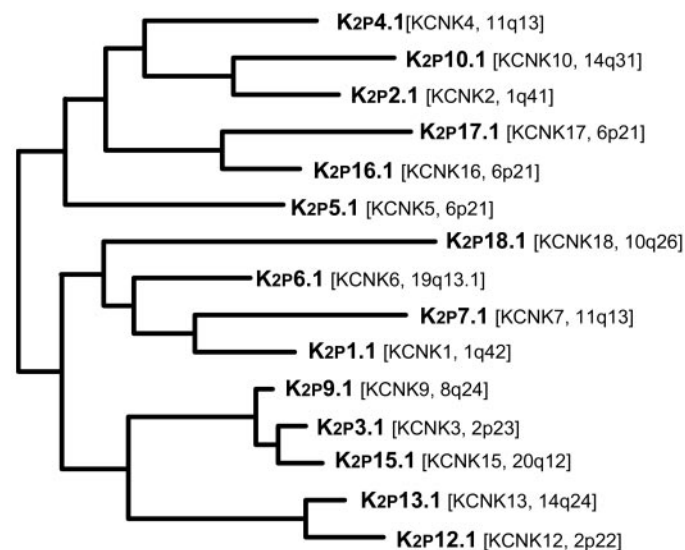 K2P4.1[KCNK4, 11q13]
K2P10.1 [KCNK10, 14q31]
K2P2.1 [KCNK2, 1q41]
K2P17.1 [KCNK17, 6p21]
K2P16.1 [KCNK16, 6p21]
K2P5.1 [KCNK5, 6p21]
K2P18.1 [KCNK18, 10q26]
K2P6.1 [KCNK6, 19q13.1]
K2P7.1 [KCNK7, 11q13]
K2P1.1 [KCNK1, 1q42]
K2P9.1 [KCNK9, 8q24]
K2P3.1 [KCNK3, 2p23]
K2P15.1 [KCNK15, 20q12]
K2P13.1 [KCNK13, 14q24]
K2P12.1 [KCNK12, 2p22]